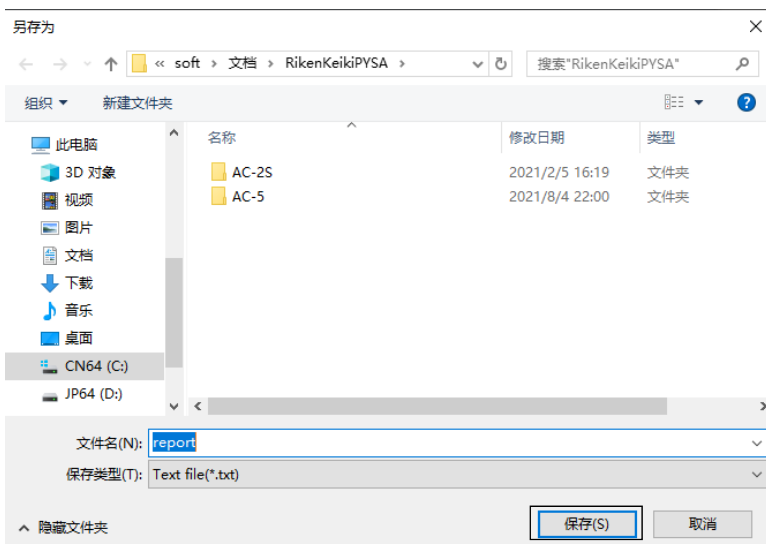 另存为
« soft › 文档 › RikenKeikiPYSA ›
搜索"RikenKeikiPYSA"
组织 新建文件夹
此电脑
3D 对象
视频
图片
文档
下载
音乐
桌面
CN64 (C:)
JP64 (D:)
名称 修改日期 类型
AC-2S 2021/2/5 16:19 文件夹
AC-5 2021/8/4 22:00 文件夹
文件名(N): report
保存类型(T): Text file(*.txt)
隐藏文件夹
保存(S) 取消